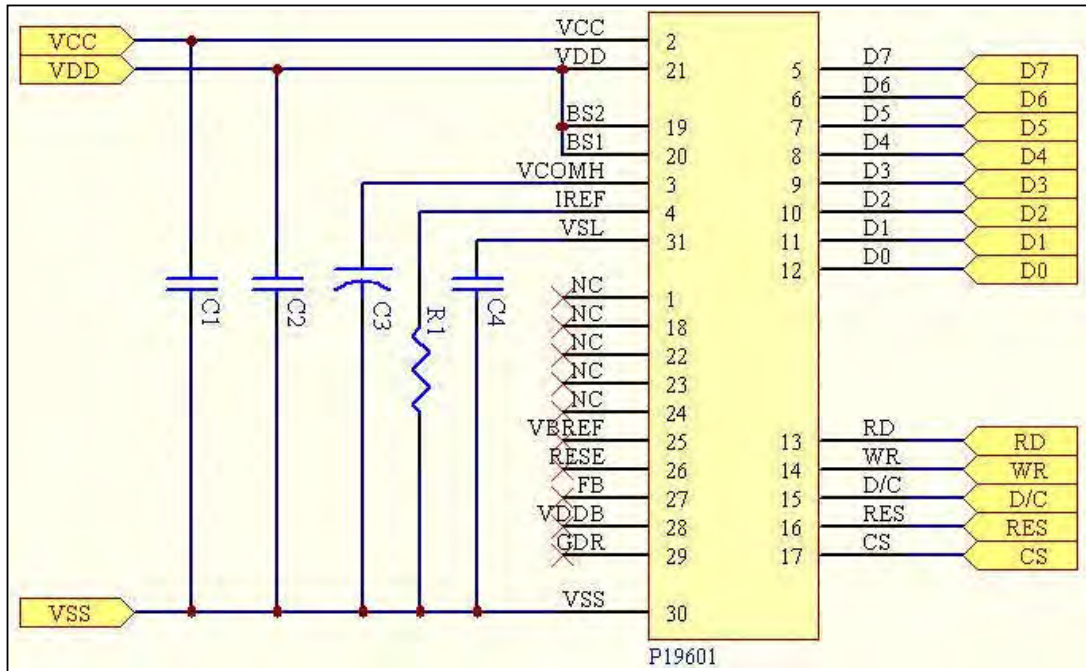 VCC VCC 2
VDD VDD 21
BS2 19
BS1 20
VCOMH 3
IREF 4
VSL 31
C1 C2 C3 R1 C4
NC 1
NC 18
NC 22
NC 23
NC 24
VBREF 25
RESE 26
FB 27
VDDB 28
GDR 29
VSS VSS 30
5 D7 D7
6 D6 D6
7 D5 D5
8 D4 D4
9 D3 D3
10 D2 D2
11 D1 D1
12 D0 D0
13 RD RD
14 WR WR
15 D/C D/C
16 RES RES
17 CS CS
P19601